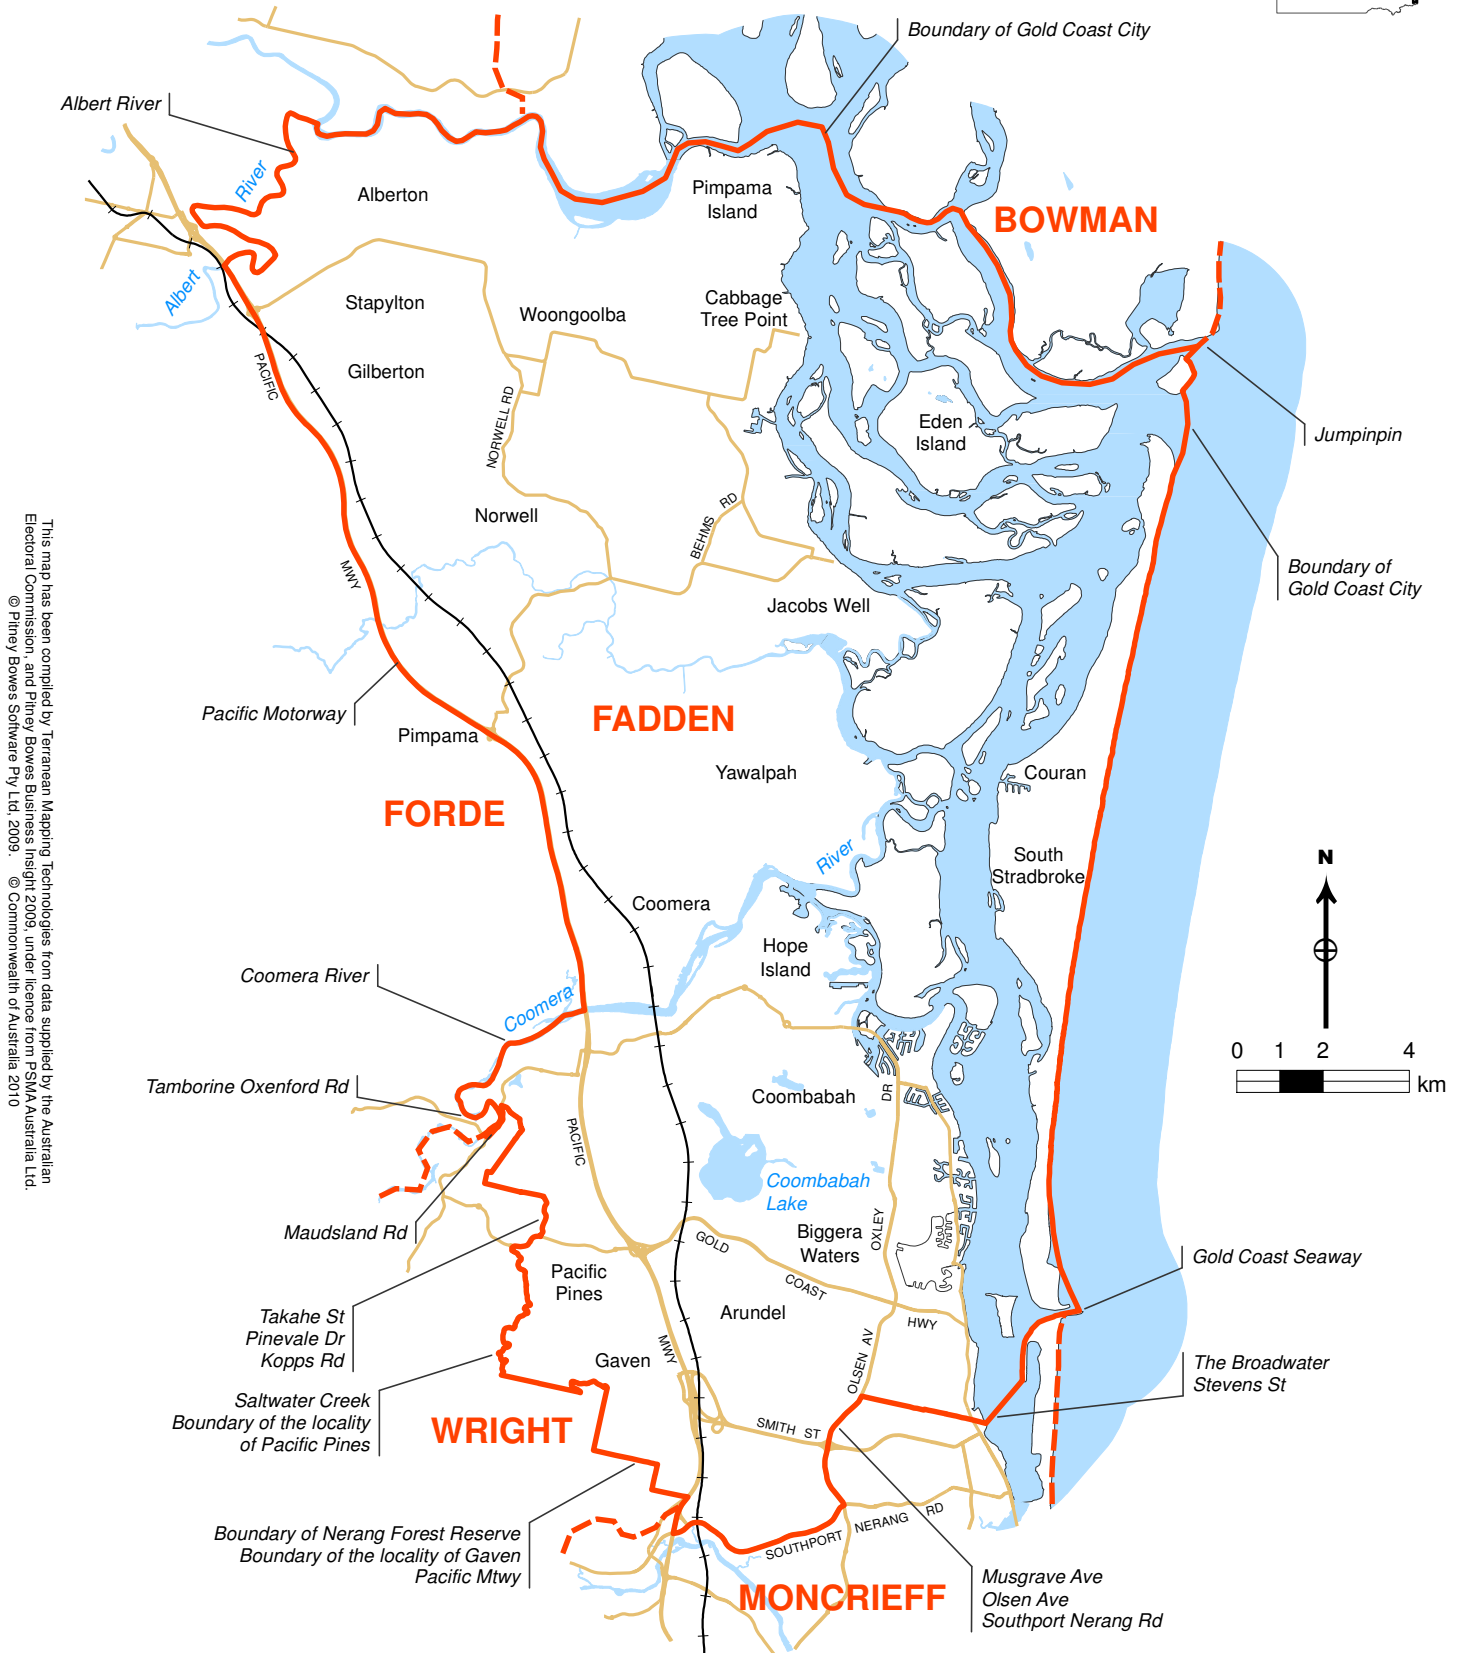 Boundary of Gold Coast City
Albert River
River
Alberton
Pimpama
Island
BOWMAN
Albert
Stapylton
Woongoolba
Cabbage
Tree Point
PACIFIC
Gilberton
NORWELL RD
Eden
Island
Jumpinpin
Norwell
BEHMS RD
MWY
Boundary of
Gold Coast City
Jacobs Well
Pacific Motorway
FADDEN
Pimpama
Yawalpah
Couran
FORDE
River
South
Stradbroke
N
Coomera
Hope
Island
Coomera River
Coomera
0 1 2 4
km
Tamborine Oxenford Rd
Coombabah
DR
PACIFIC
Coombabah
Lake
Maudsland Rd
Biggera
Waters
OXLEY
GOLD
COAST
HWY
Gold Coast Seaway
Pacific
Pines
Arundel
Takahe St
Pinevale Dr
Kopps Rd
MWY
Gaven
OLSEN AV
The Broadwater
Stevens St
Saltwater Creek
Boundary of the locality
of Pacific Pines
WRIGHT
SMITH ST
Boundary of Nerang Forest Reserve
Boundary of the locality of Gaven
Pacific Mtwy
SOUTHPORT NERANG RD
MONCRIEFF
Musgrave Ave
Olsen Ave
Southport Nerang Rd
This map has been compiled by Terranean Mapping Technologies from data supplied by the Australian
Electoral Commission, and Pitney Bowes Business Insight 2009, under licence from PSMA Australia Ltd.
© Pitney Bowes Software Pty Ltd, 2009. © Commonwealth of Australia 2010